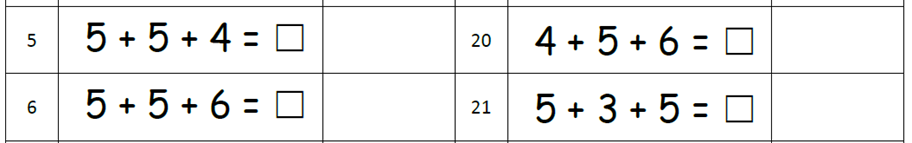 5 5 + 5 + 4 = □ 20 4 + 5 + 6 = □
6 5 + 5 + 6 = □ 21 5 + 3 + 5 = □